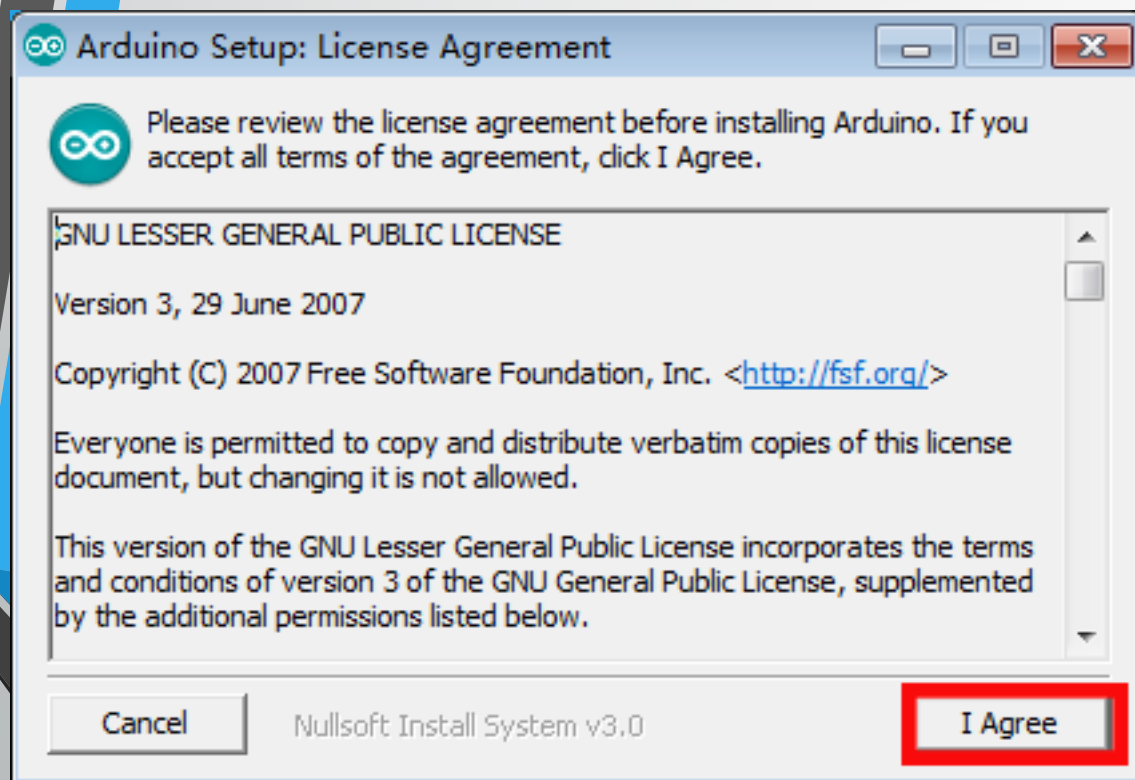 Arduino Setup: License Agreement
Please review the license agreement before installing Arduino. If you
accept all terms of the agreement, click I Agree.
GNU LESSER GENERAL PUBLIC LICENSE
Version 3, 29 June 2007
Copyright (C) 2007 Free Software Foundation, Inc. <http://fsf.org/>
Everyone is permitted to copy and distribute verbatim copies of this license
document, but changing it is not allowed.
This version of the GNU Lesser General Public License incorporates the terms
and conditions of version 3 of the GNU General Public License, supplemented
by the additional permissions listed below.
Cancel
Nullsoft Install System v3.0
I Agree